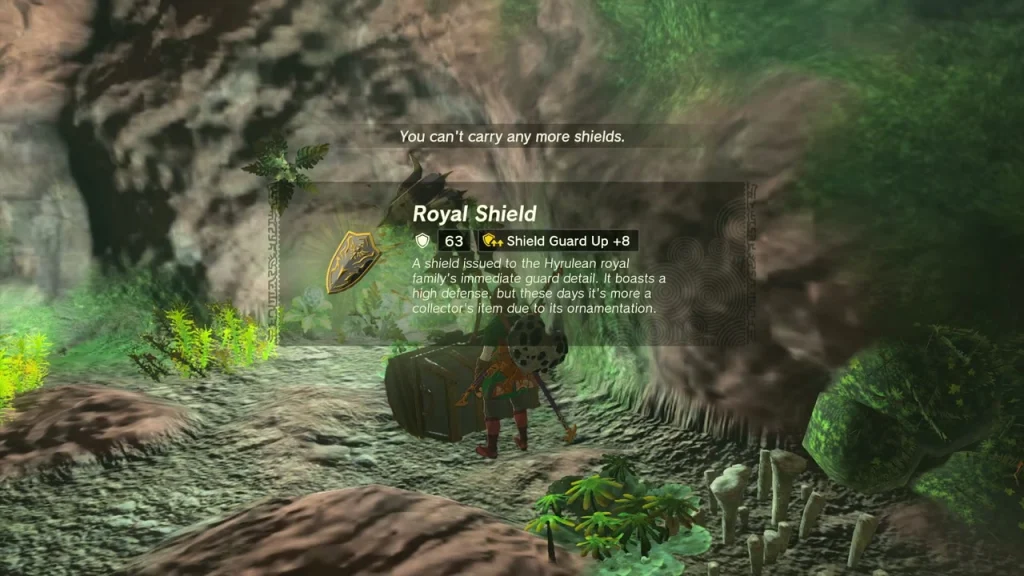 You can't carry any more shields.
Royal Shield
63 Shield Guard Up +8
A shield issued to the Hyrulean royal
family's immediate guard detail. It boasts a
high defense, but these days it's more a
collector's item due to its ornamentation.